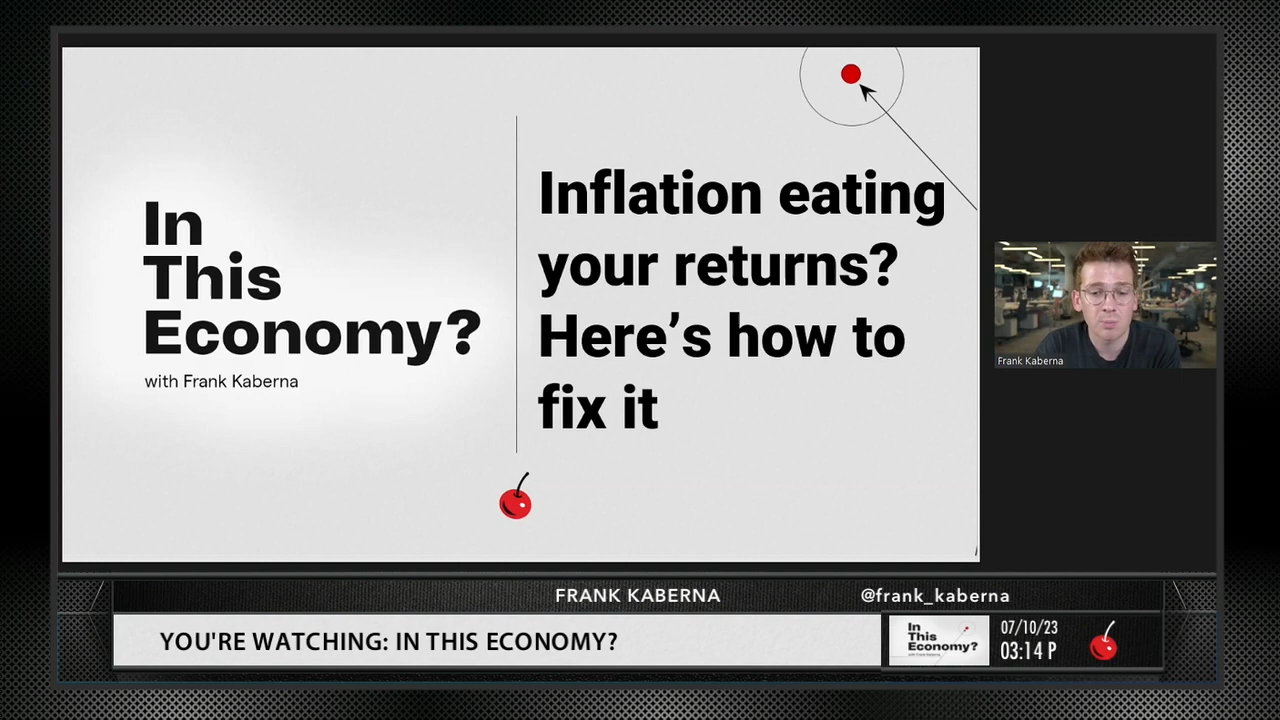 In
This
Economy?
with Frank Kaberna
Inflation eating
your returns?
Here’s how to
fix it
Frank Kaberna
FRANK KABERNA
@frank_kaberna
YOU'RE WATCHING: IN THIS ECONOMY?
In
This
Economy?
07/10/23
03:14 P